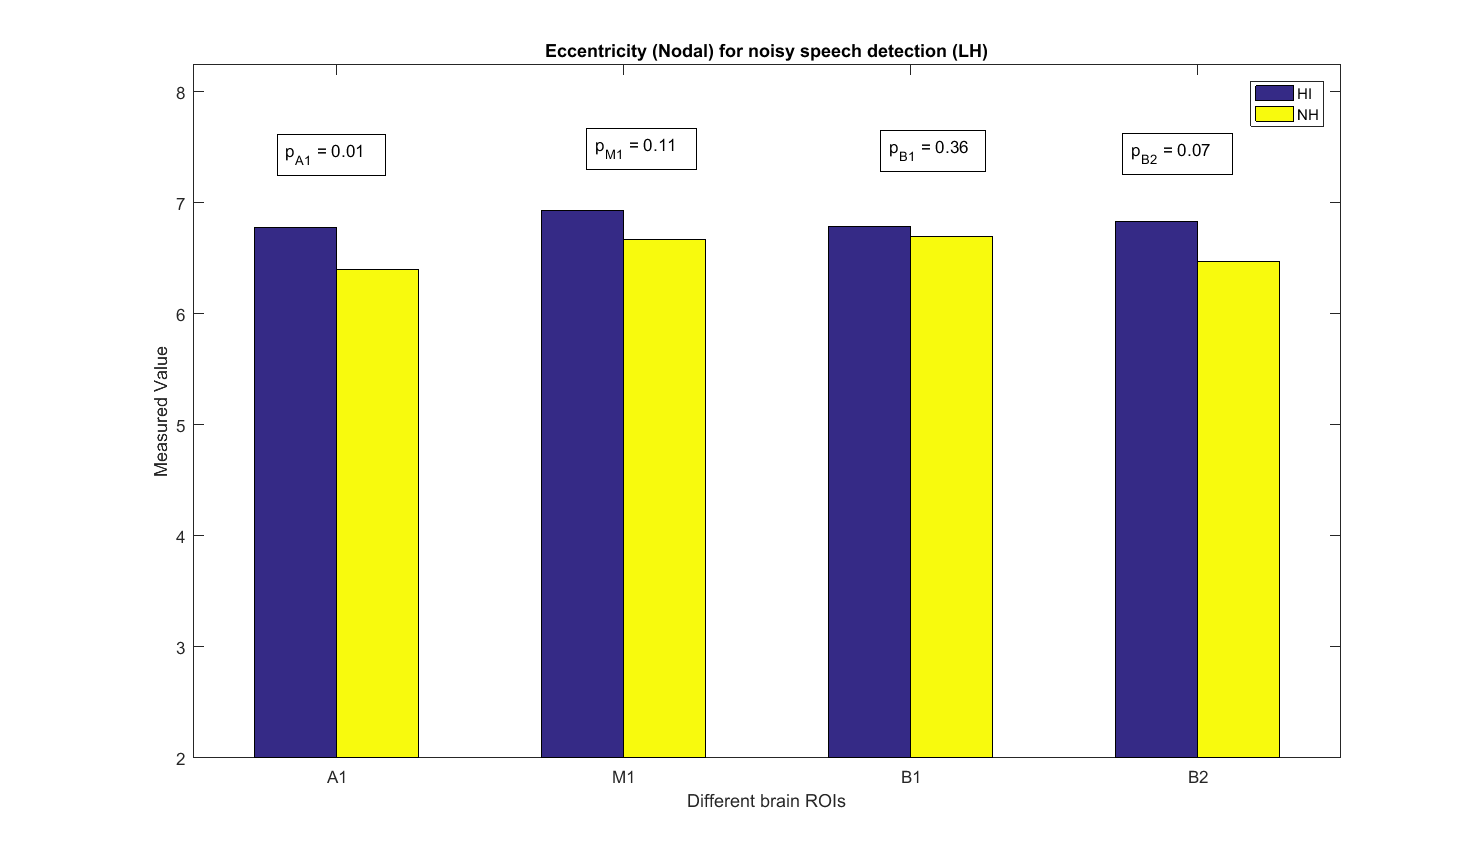 Eccentricity (Nodal) for noisy speech detection (LH)
HI
NH
pA1 = 0.01
pM1 = 0.11
pB1 = 0.36
pB2 = 0.07
8
7
6
5
4
3
2
Measured Value
A1
M1
B1
B2
Different brain ROIs